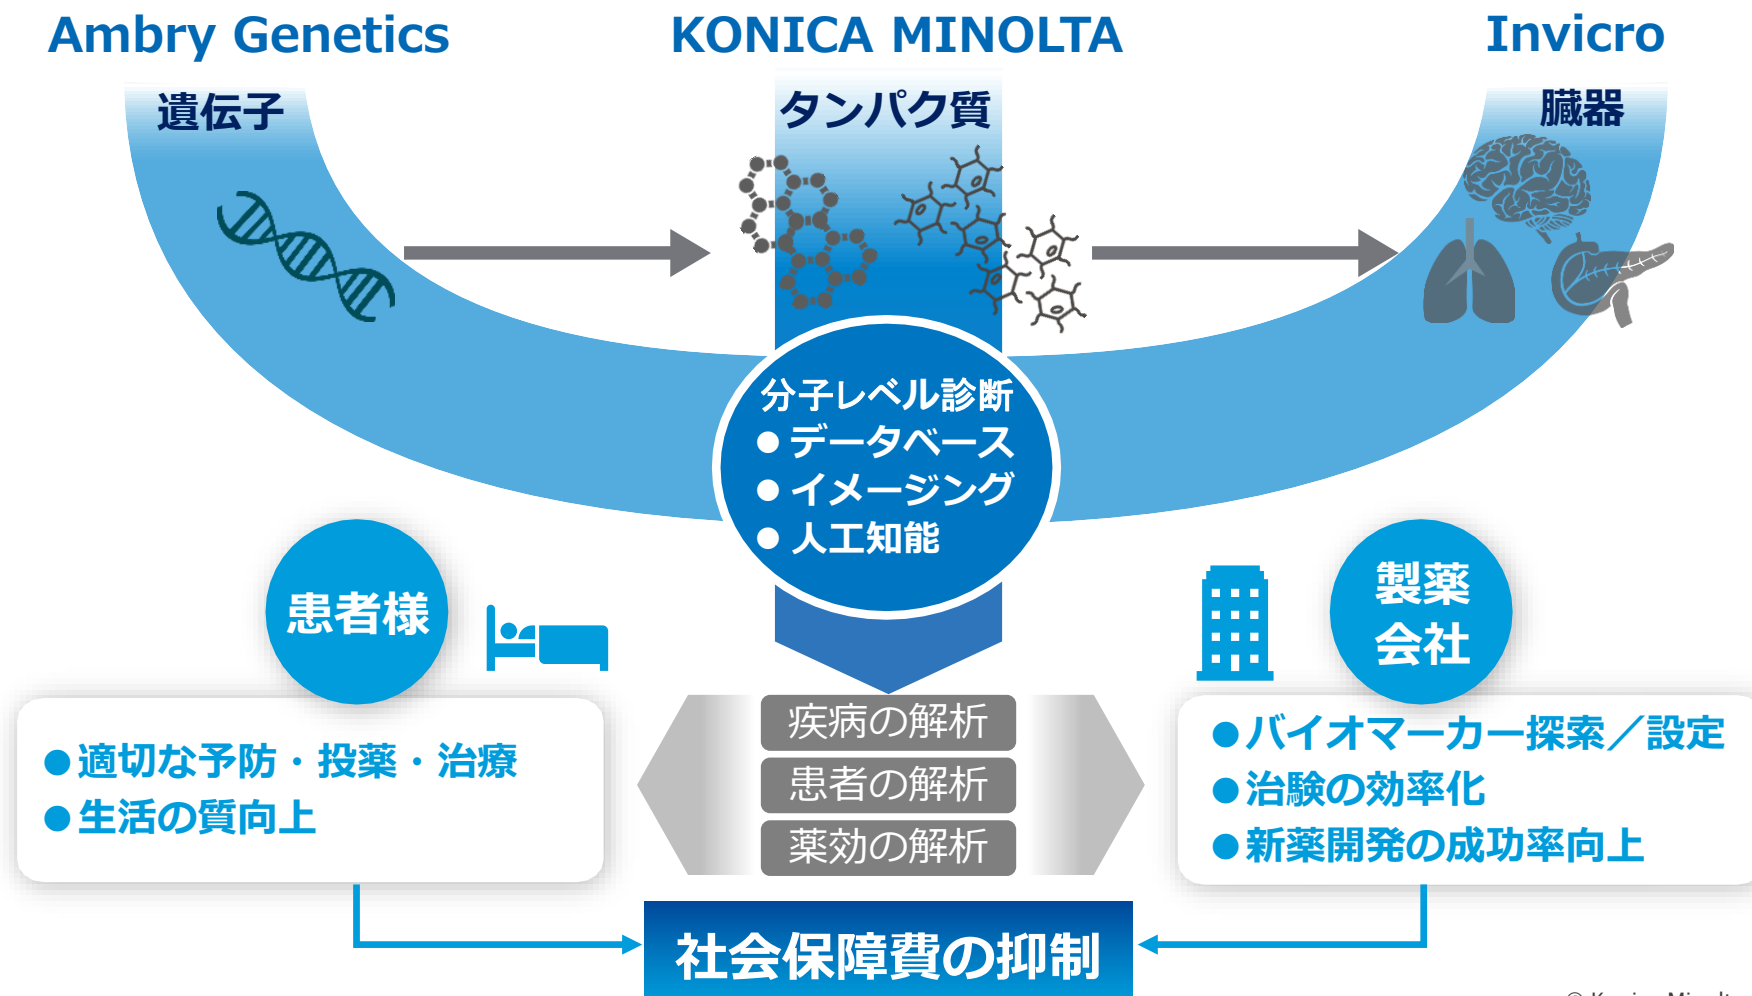 Ambry Genetics
KONICA MINOLTA
Invicro
遺伝子
タンパク質
臓器
分子レベル診断
● データベース
● イメージング
● 人工知能
患者様
製薬
会社
● 適切な予防・投薬・治療
● 生活の質向上
疾病の解析
患者の解析
薬効の解析
● バイオマーカー探索／設定
● 治験の効率化
● 新薬開発の成功率向上
社会保障費の抑制
© Konica Minolt